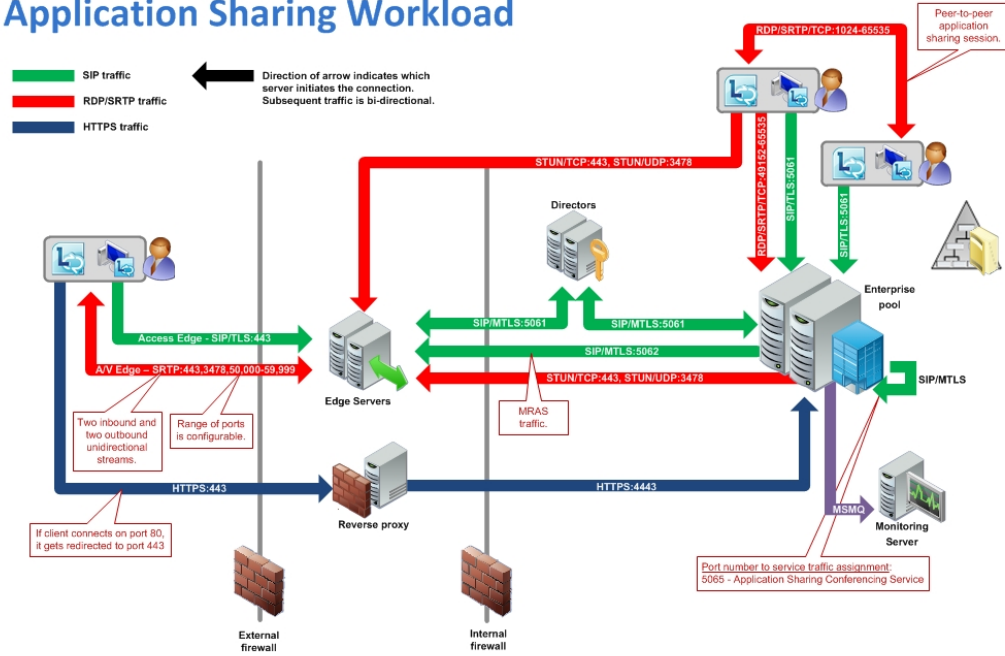 Application Sharing Workload
SIP traffic
RDP/SRTP traffic
HTTPS traffic
Direction of arrow indicates which
server initiates the connection.
Subsequent traffic is bi-directional.
RDP/SRTP/TCP:1024-65535
Peer-to-peer
application
sharing session.
STUN/TCP:443, STUN/UDP:3478
RDP/SRTP/TCP:49152-65535
SIP/TLS:5061
SIP/TLS:5061
Directors
Enterprise
pool
SIP/MTLS:5061
SIP/MTLS:5061
Access Edge - SIP/TLS:443
SIP/MTLS:5062
A/V Edge – SRTP:443,3478,50,000-59,999
STUN/TCP:443, STUN/UDP:3478
SIP/MTLS
Edge Servers
Two inbound and
two outbound
unidirectional
streams.
Range of ports
is configurable.
MRAS
traffic.
HTTPS:443
HTTPS:4443
Reverse proxy
MSMQ
Monitoring
Server
If client connects on port 80,
it gets redirected to port 443
Port number to service traffic assignment:
5065 - Application Sharing Conferencing Service
External
firewall
Internal
firewall